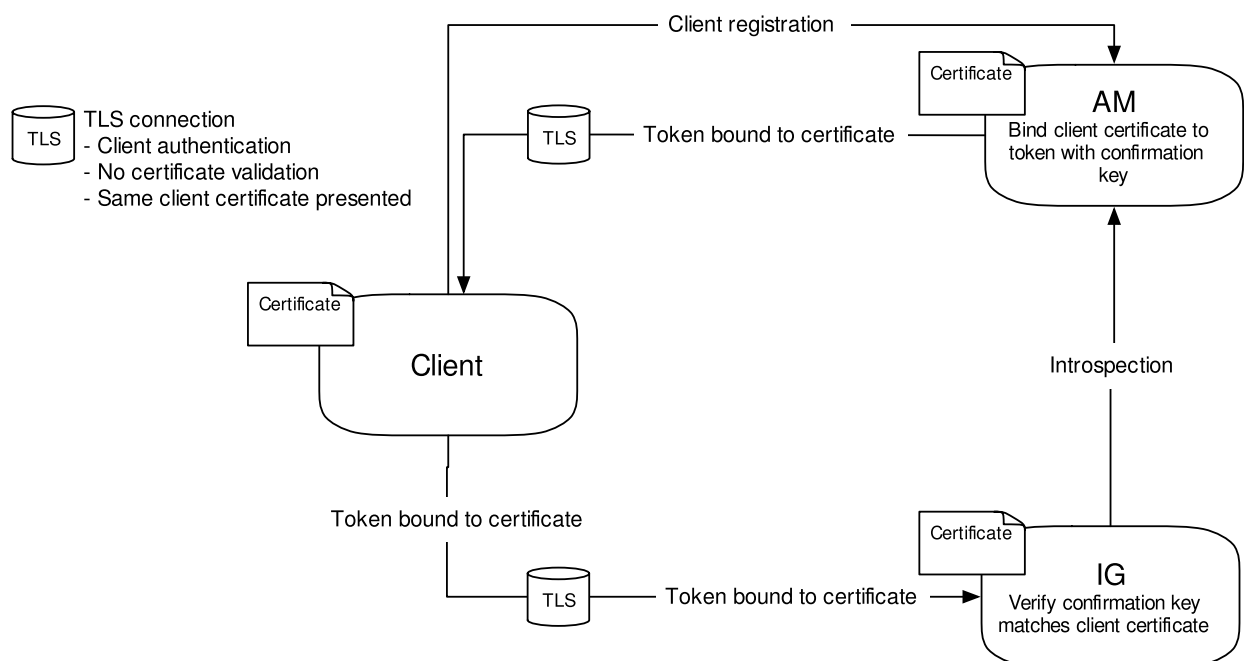 Client registration
Certificate
AM
Bind client certificate to
token with confirmation
key
TLS
TLS connection
- Client authentication
- No certificate validation
- Same client certificate presented
TLS
Token bound to certificate
Certificate
Client
Introspection
Token bound to certificate
Certificate
IG
Verify confirmation key
matches client certificate
TLS
Token bound to certificate